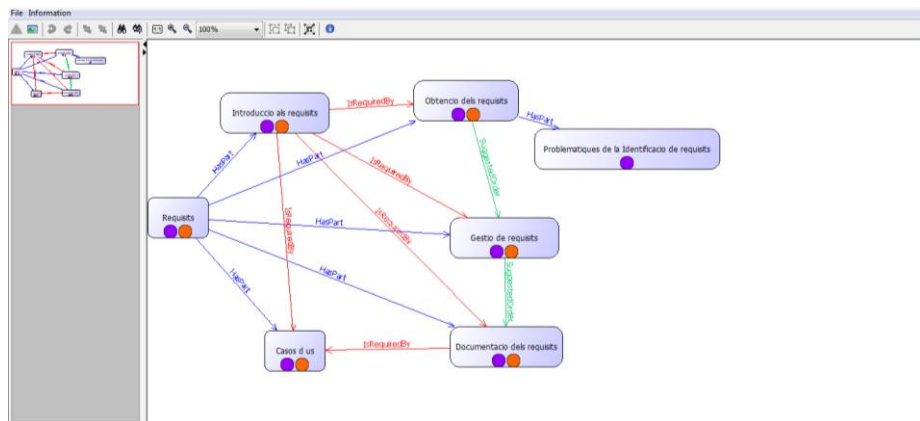 File Information
100%
IsRequiredBy
Obtencio dels requisits
Introduccio als requisits
HasPart
Problematiques de la Identificacio de requisits
HasPart
HasPart
SuggestedOrder
IsRequiredBy
Requisits
IsRequiredBy
IsRequiredBy
HasPart
Gestio de requisits
HasPart
HasPart
SuggestedOrder
Casos d us
IsRequiredBy
Documentacio dels requisits